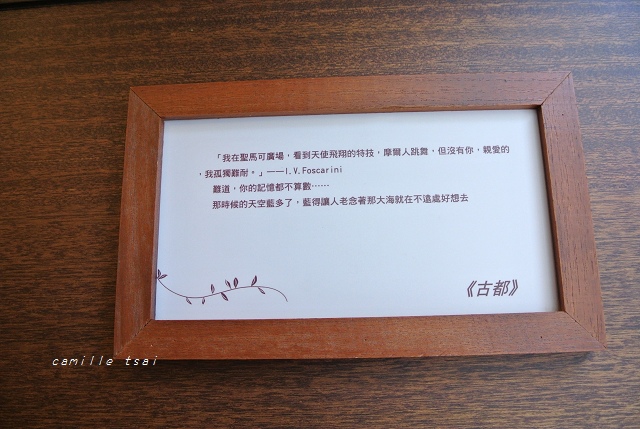 「我在聖馬可廣場，看到天使飛翔的特技，摩爾人跳舞，但沒有你，親愛的
，我孤獨難耐。」——I.V.Foscarini
難道，你的記憶都不算數……
那時候的天空藍多了，藍得讓人老念著那大海就在不遠處好想去
《古都》
camille tsai